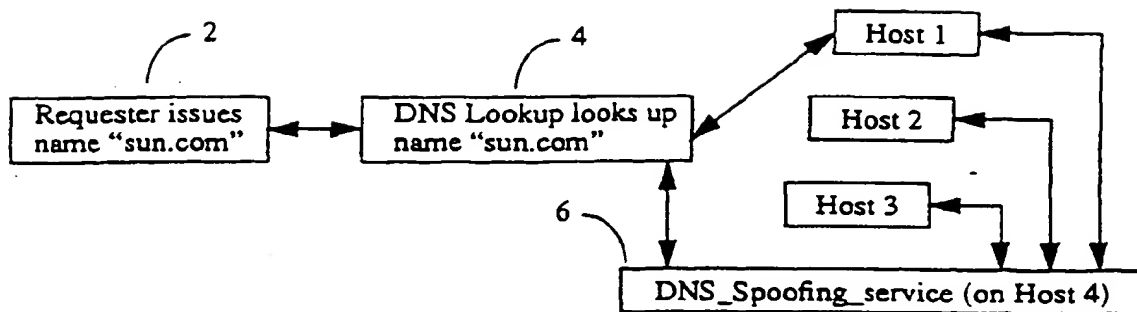 2
4
Host 1
Requester issues
name “sun.com”
DNS Lookup looks up
name “sun.com”
Host 2
Host 3
6
DNS_Spoofing_service (on Host 4)